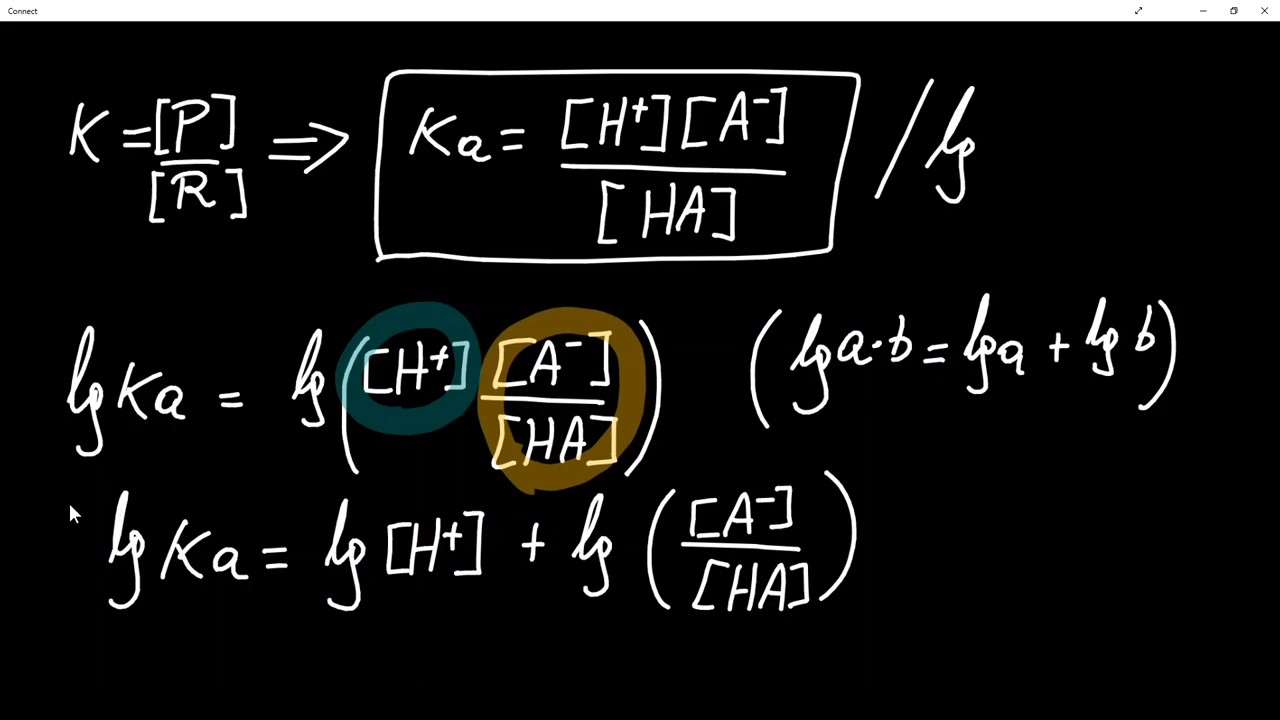 Connect
K = [P]/[R] ⇒ Ka = [H⁺][A⁻]/[HA] / lg
lg Ka = lg ([H⁺] [A⁻]/[HA]) (lg a·b = lg a + lg b)
lg Ka = lg [H⁺] + lg ([A⁻]/[HA])